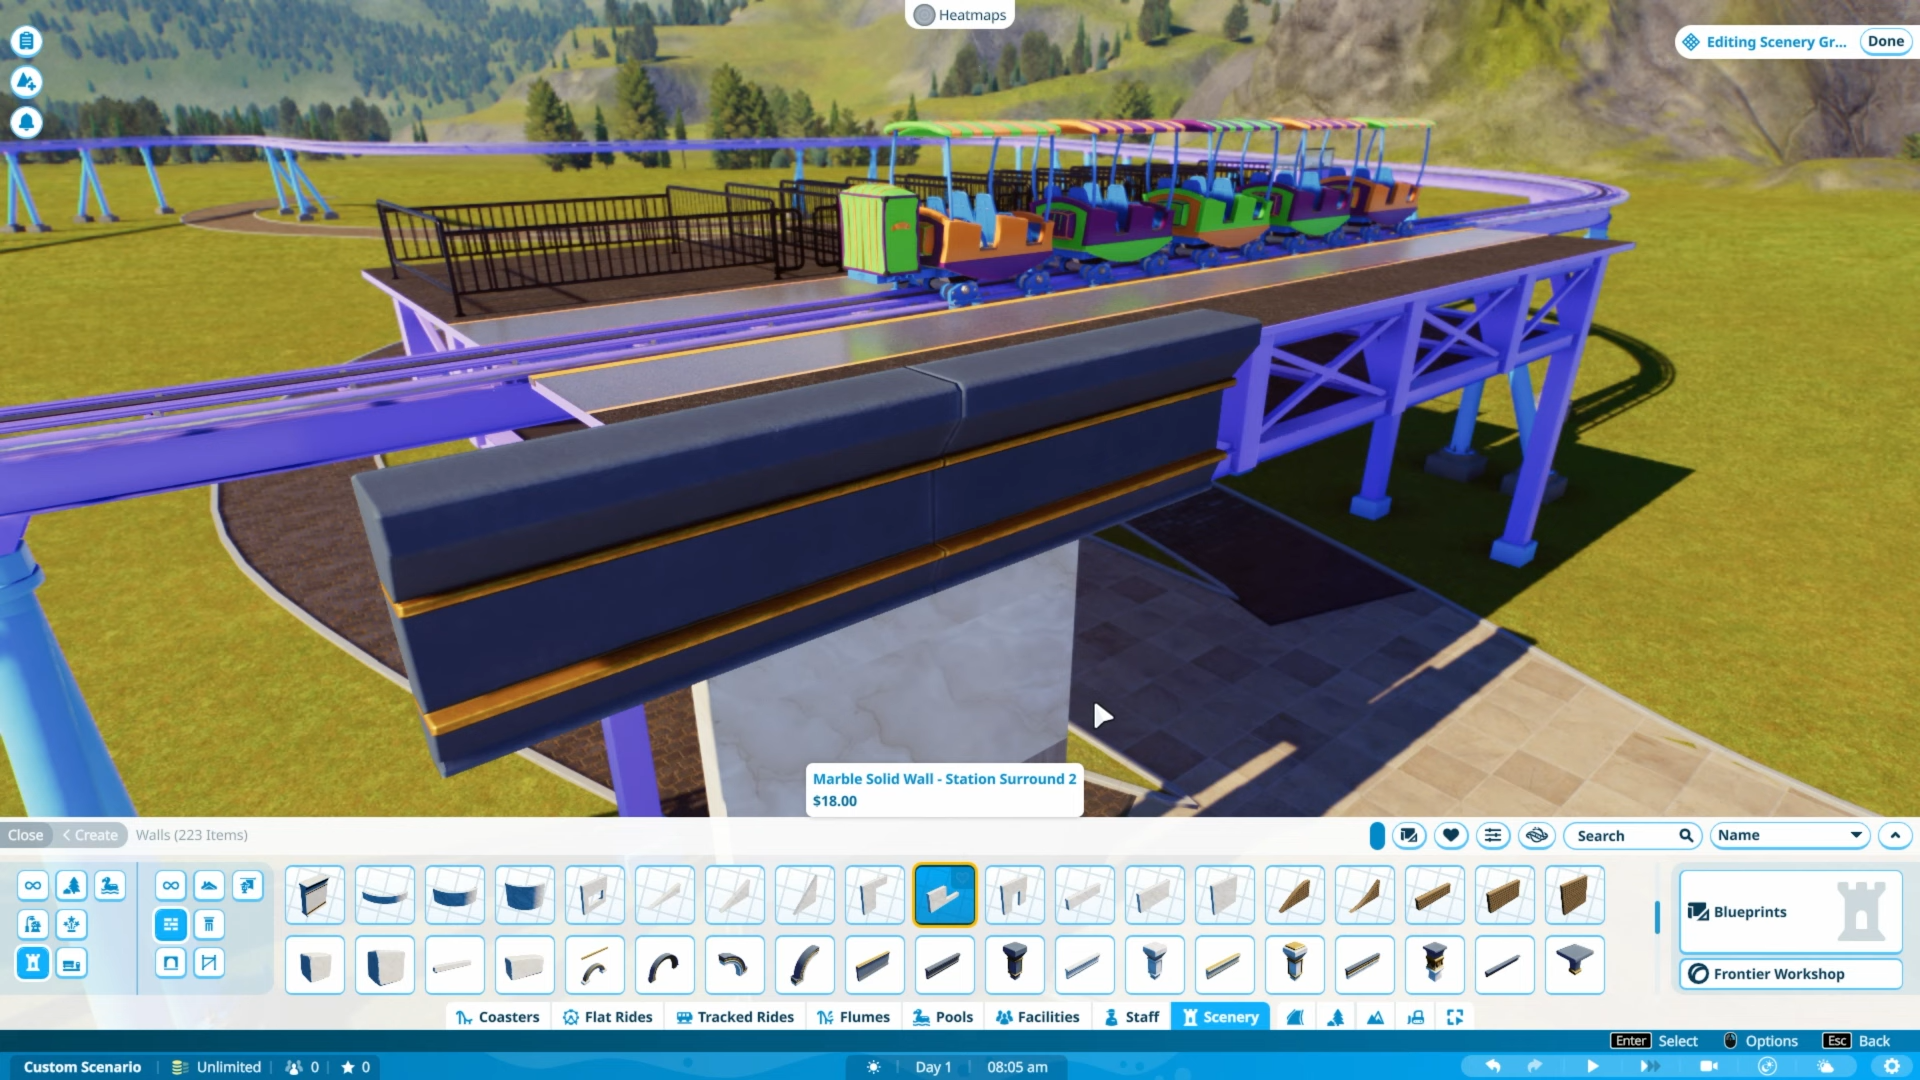 Heatmaps
Editing Scenery Gr...
Done
Marble Solid Wall - Station Surround 2
$18.00
Close
Create
Walls (223 Items)
Search
Name
Blueprints
Frontier Workshop
Coasters
Flat Rides
Tracked Rides
Flumes
Pools
Facilities
Staff
Scenery
Enter Select
Options
Esc Back
Custom Scenario
Unlimited
0
0
Day 1
08:05 am